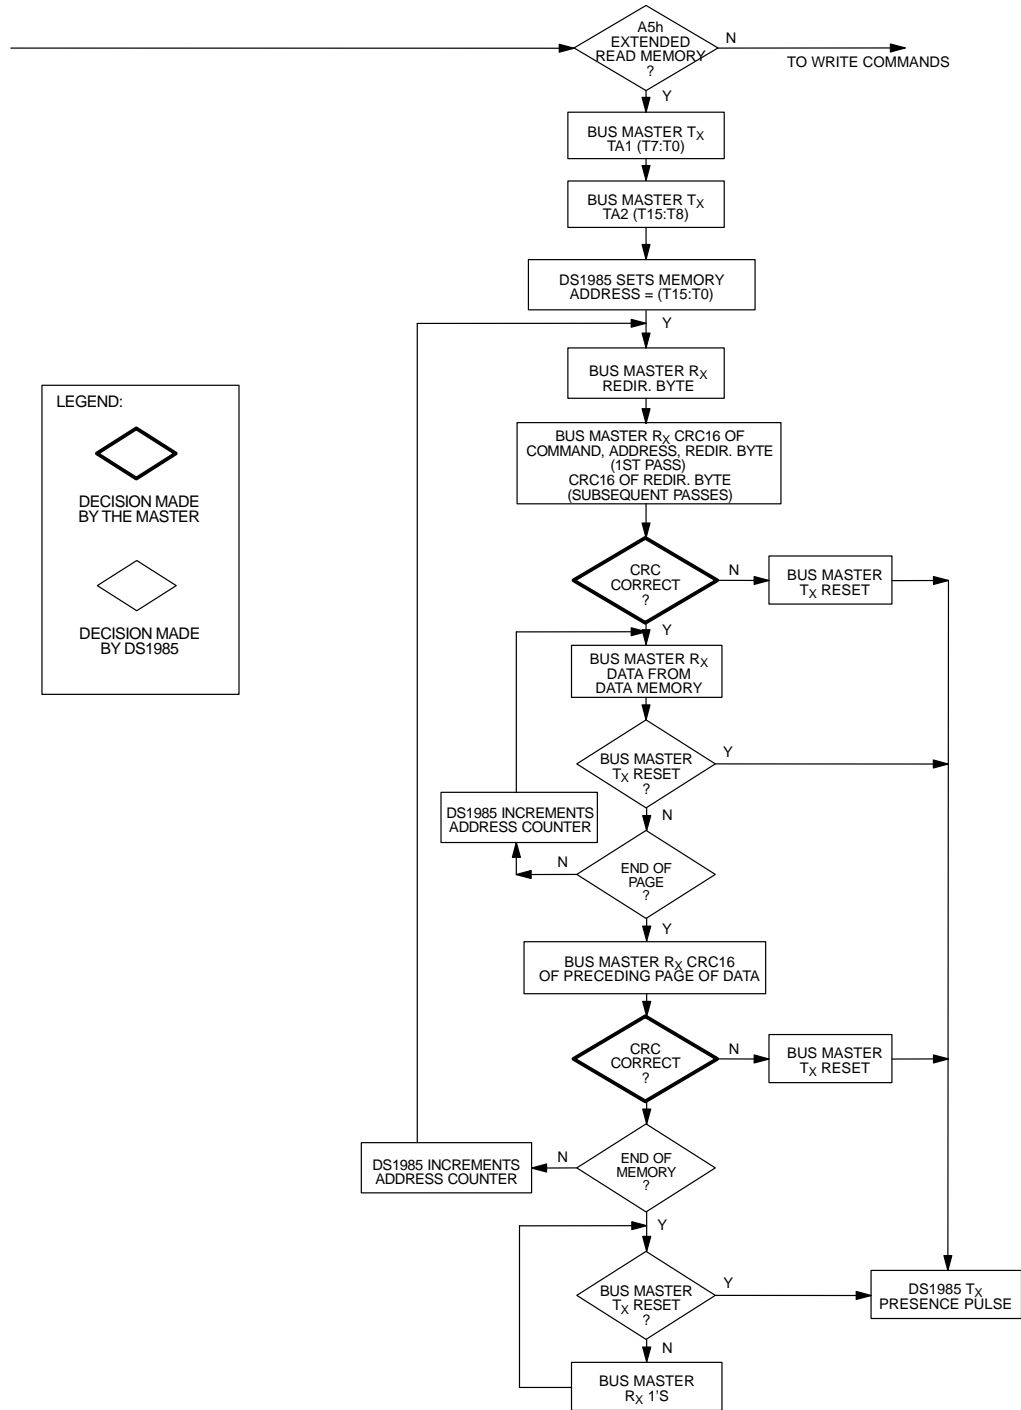 A5h
EXTENDED
READ MEMORY
?
N
TO WRITE COMMANDS
Y
BUS MASTER TX
TA1 (T7:T0)
BUS MASTER TX
TA2 (T15:T8)
DS1985 SETS MEMORY
ADDRESS = (T15:T0)
Y
BUS MASTER RX
REDIR. BYTE
LEGEND:
DECISION MADE
BY THE MASTER
DECISION MADE
BY DS1985
BUS MASTER RX CRC16 OF
COMMAND, ADDRESS, REDIR. BYTE
(1ST PASS)
CRC16 OF REDIR. BYTE
(SUBSEQUENT PASSES)
CRC
CORRECT
?
N
BUS MASTER
TX RESET
Y
BUS MASTER RX
DATA FROM
DATA MEMORY
BUS MASTER
TX RESET
?
Y
N
DS1985 INCREMENTS
ADDRESS COUNTER
END OF
PAGE
?
N
Y
BUS MASTER RX CRC16
OF PRECEDING PAGE OF DATA
CRC
CORRECT
?
N
BUS MASTER
TX RESET
END OF
MEMORY
?
N
DS1985 INCREMENTS
ADDRESS COUNTER
Y
BUS MASTER
TX RESET
?
Y
DS1985 TX
PRESENCE PULSE
N
BUS MASTER
RX 1'S